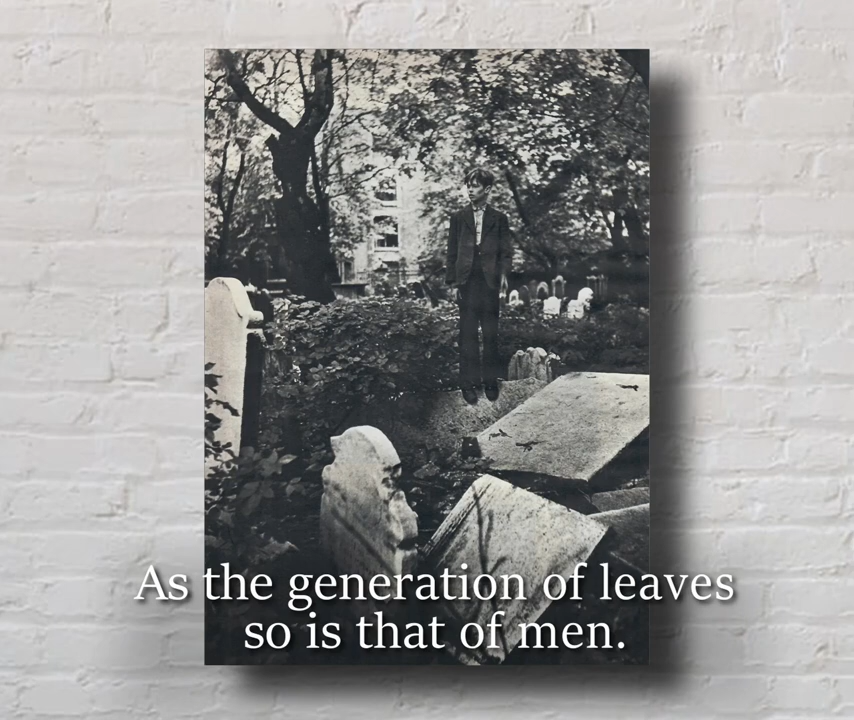 As the generation of leaves
so is that of men.